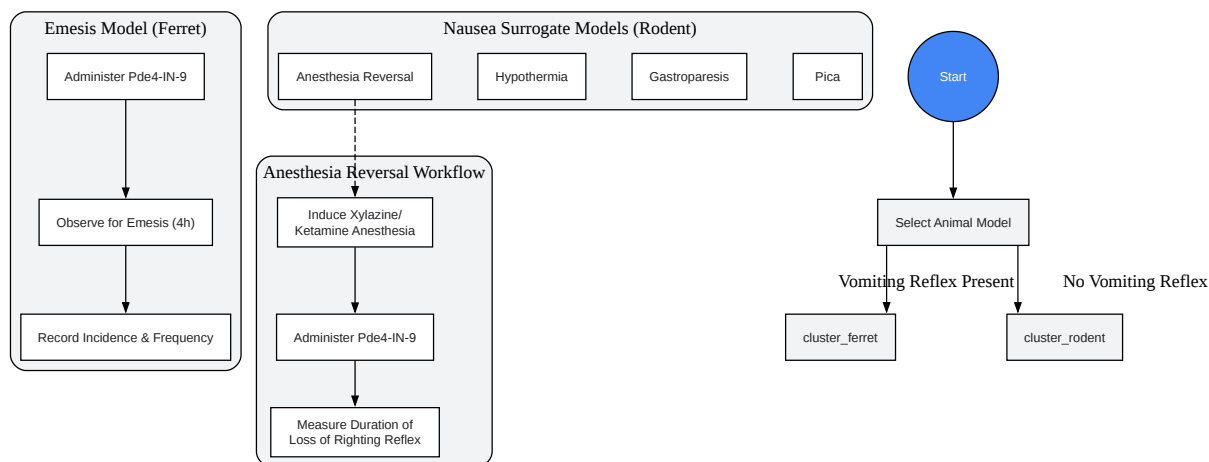 Emesis Model (Ferret)
Administer Pde4-IN-9
Observe for Emesis (4h)
Record Incidence & Frequency
Nausea Surrogate Models (Rodent)
Anesthesia Reversal
Hypothermia
Gastroparesis
Pica
Anesthesia Reversal Workflow
Induce Xylazine/
Ketamine Anesthesia
Administer Pde4-IN-9
Measure Duration of
Loss of Righting Reflex
Start
Select Animal Model
Vomiting Reflex Present
No Vomiting Reflex
cluster_ferret
cluster_rodent